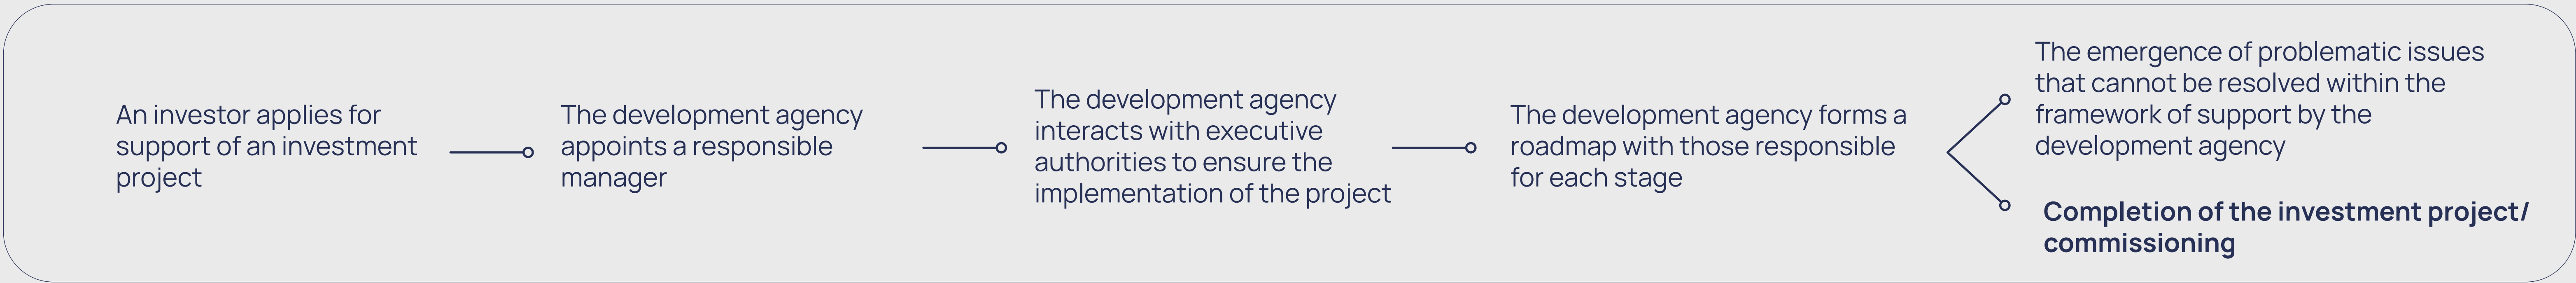 An investor applies for
support of an investment
project
The development agency
appoints a responsible
manager
The development agency
interacts with executive
authorities to ensure the
implementation of the project
The development agency forms a
roadmap with those responsible
for each stage
The emergence of problematic issues
that cannot be resolved within the
framework of support by the
development agency
Completion of the investment project/
commissioning